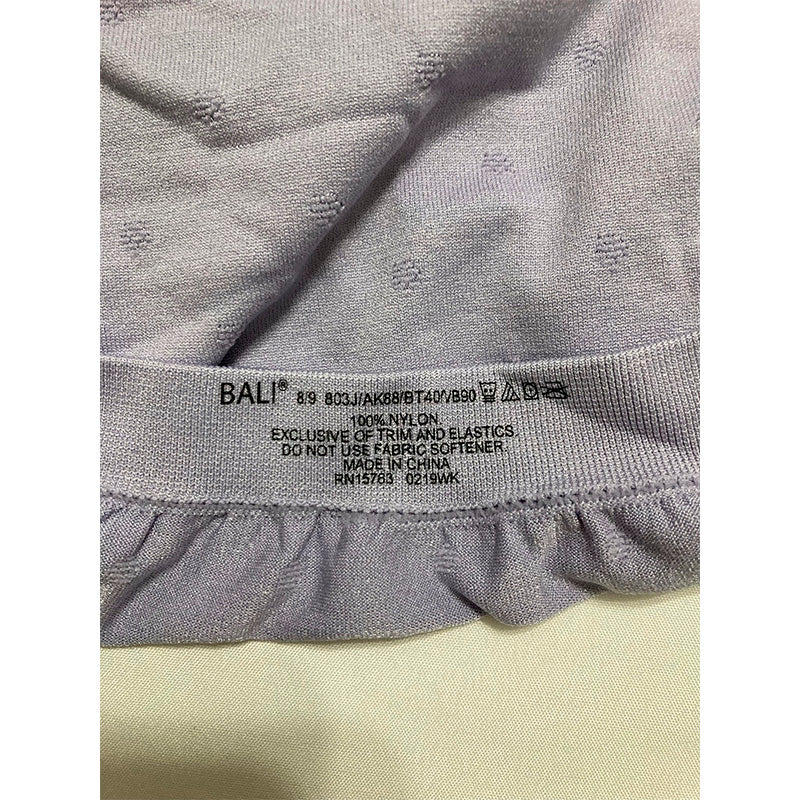 BALI® 8/9 803J/AK88/BT40/VB90
100% NYLON
EXCLUSIVE OF TRIM AND ELASTICS.
DO NOT USE FABRIC SOFTENER.
MADE IN CHINA
RN15763 0219WK